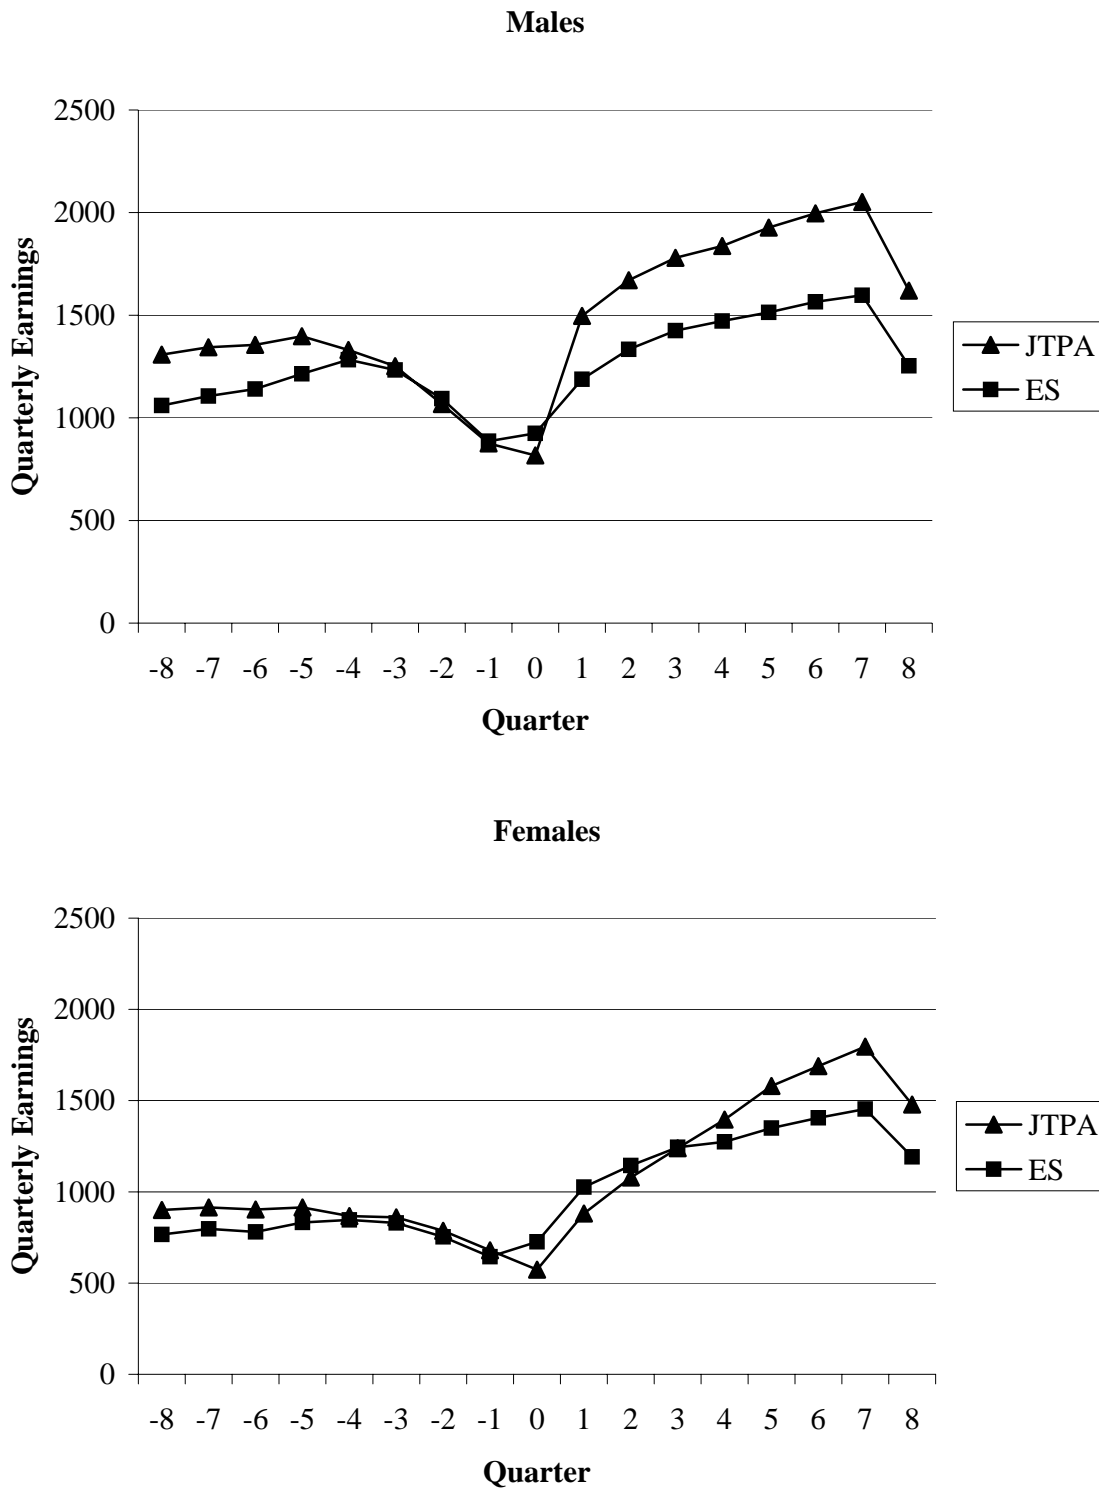 Males
2500
2000
1500
1000
500
0
Quarterly Earnings
-8 -7 -6 -5 -4 -3 -2 -1 0 1 2 3 4 5 6 7 8
Quarter
JTPA
ES
Females
2500
2000
1500
1000
500
0
Quarterly Earnings
-8 -7 -6 -5 -4 -3 -2 -1 0 1 2 3 4 5 6 7 8
Quarter
JTPA
ES